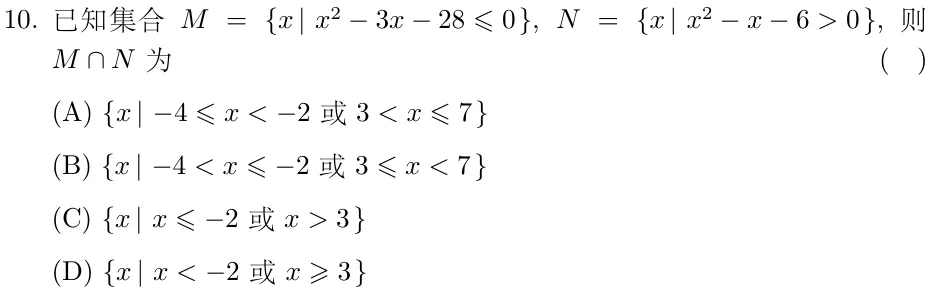 10. 已知集合 M = {x | x² − 3x − 28 ⩽ 0}, N = {x | x² − x − 6 > 0}, 则
M ∩ N 为 ( )
(A) {x | −4 ⩽ x < −2 或 3 < x ⩽ 7}
(B) {x | −4 < x ⩽ −2 或 3 ⩽ x < 7}
(C) {x | x ⩽ −2 或 x > 3}
(D) {x | x < −2 或 x ⩾ 3}